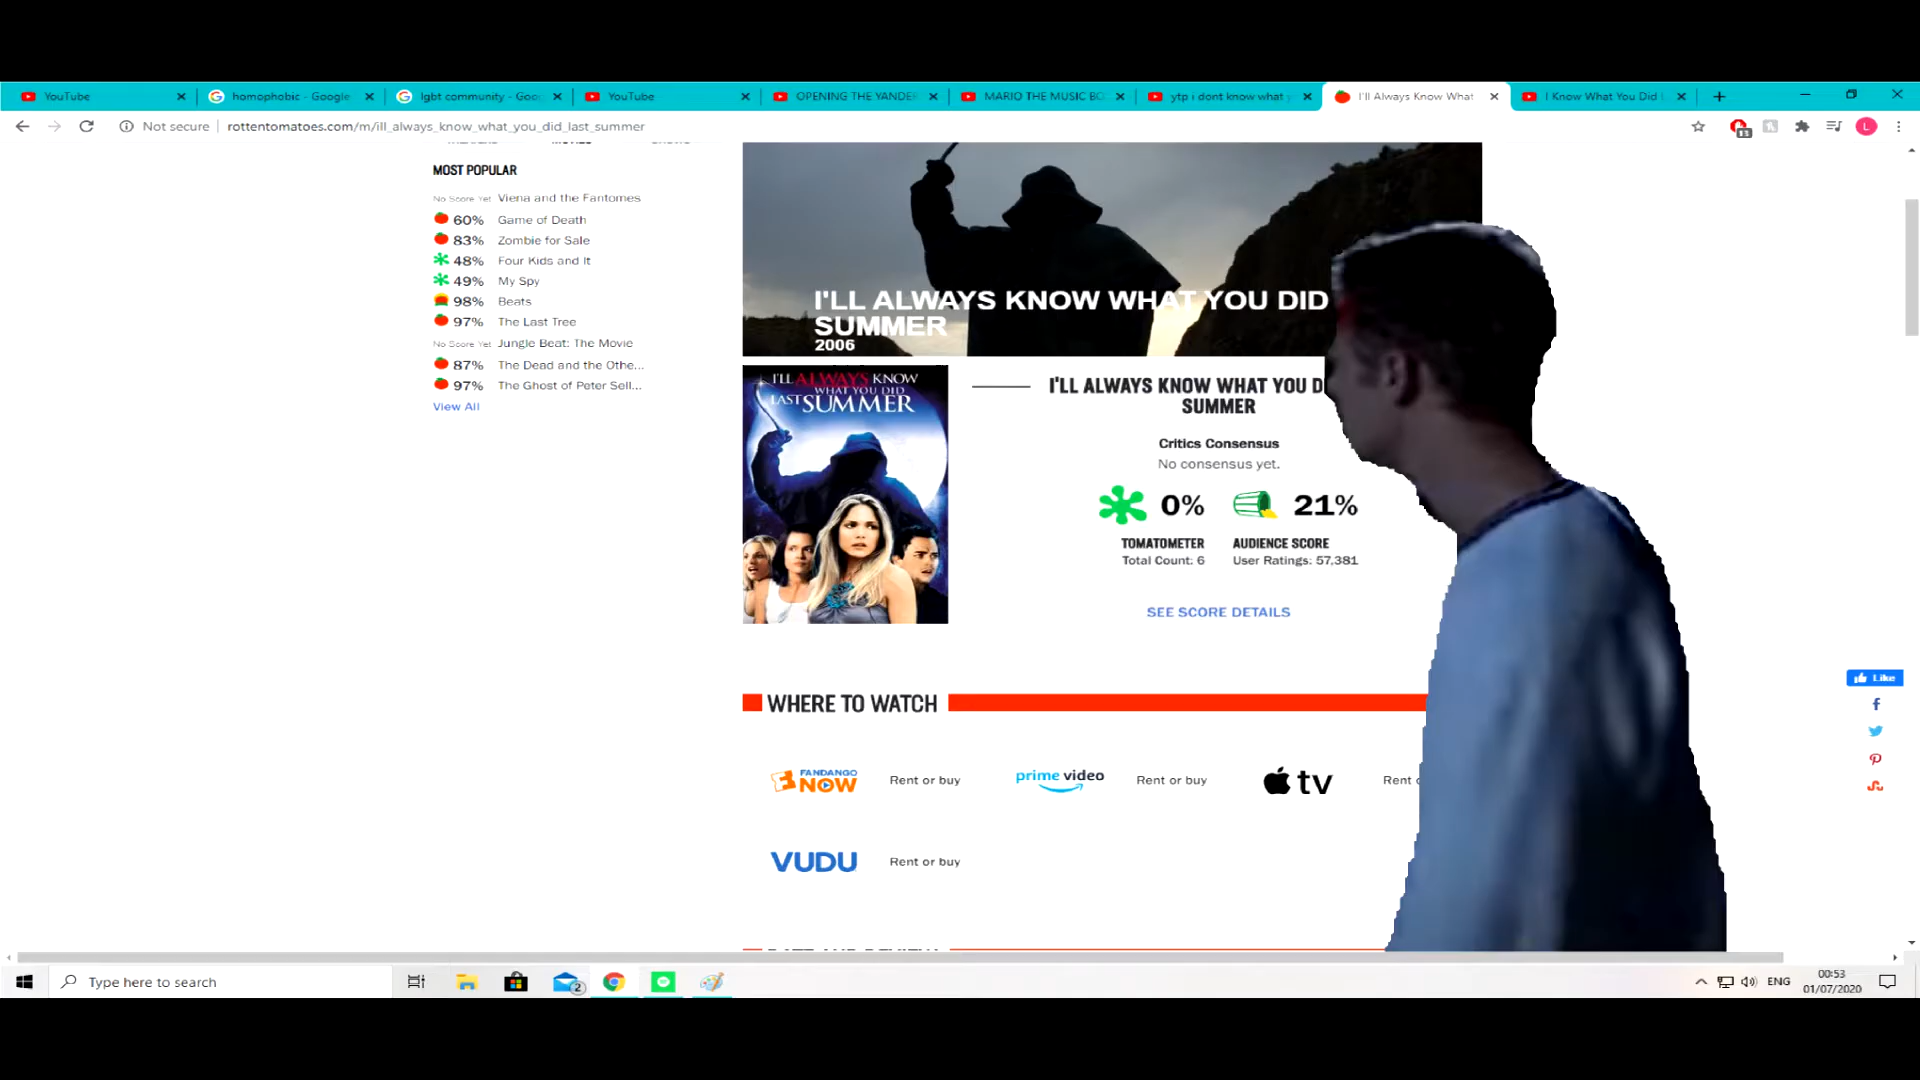 YouTube
homophobic - Google
lgbt community - Goo
YouTube
OPENING THE YANDER
MARIO THE MUSIC BO
ytp i dont know what y
I'll Always Know What
I Know What You Did L
Not secure
rottentomatoes.com/m/ill_always_know_what_you_did_last_summer
MOST POPULAR
No Score Yet Viena and the Fantomes
60% Game of Death
83% Zombie for Sale
48% Four Kids and It
49% My Spy
98% Beats
97% The Last Tree
No Score Yet Jungle Beat: The Movie
87% The Dead and the Othe...
97% The Ghost of Peter Sell...
View All
I'LL ALWAYS KNOW WHAT YOU DID
SUMMER
2006
I'LL ALWAYS KNOW
WHAT YOU DID
LAST SUMMER
I'LL ALWAYS KNOW WHAT YOU D
SUMMER
Critics Consensus
No consensus yet.
0% 21%
TOMATOMETER AUDIENCE SCORE
Total Count: 6 User Ratings: 57,381
SEE SCORE DETAILS
WHERE TO WATCH
Like
FANDANGO
NOW
Rent or buy
prime video
Rent or buy
tv
Rent
VUDU
Rent or buy
Type here to search
2
ENG
00:53
01/07/2020